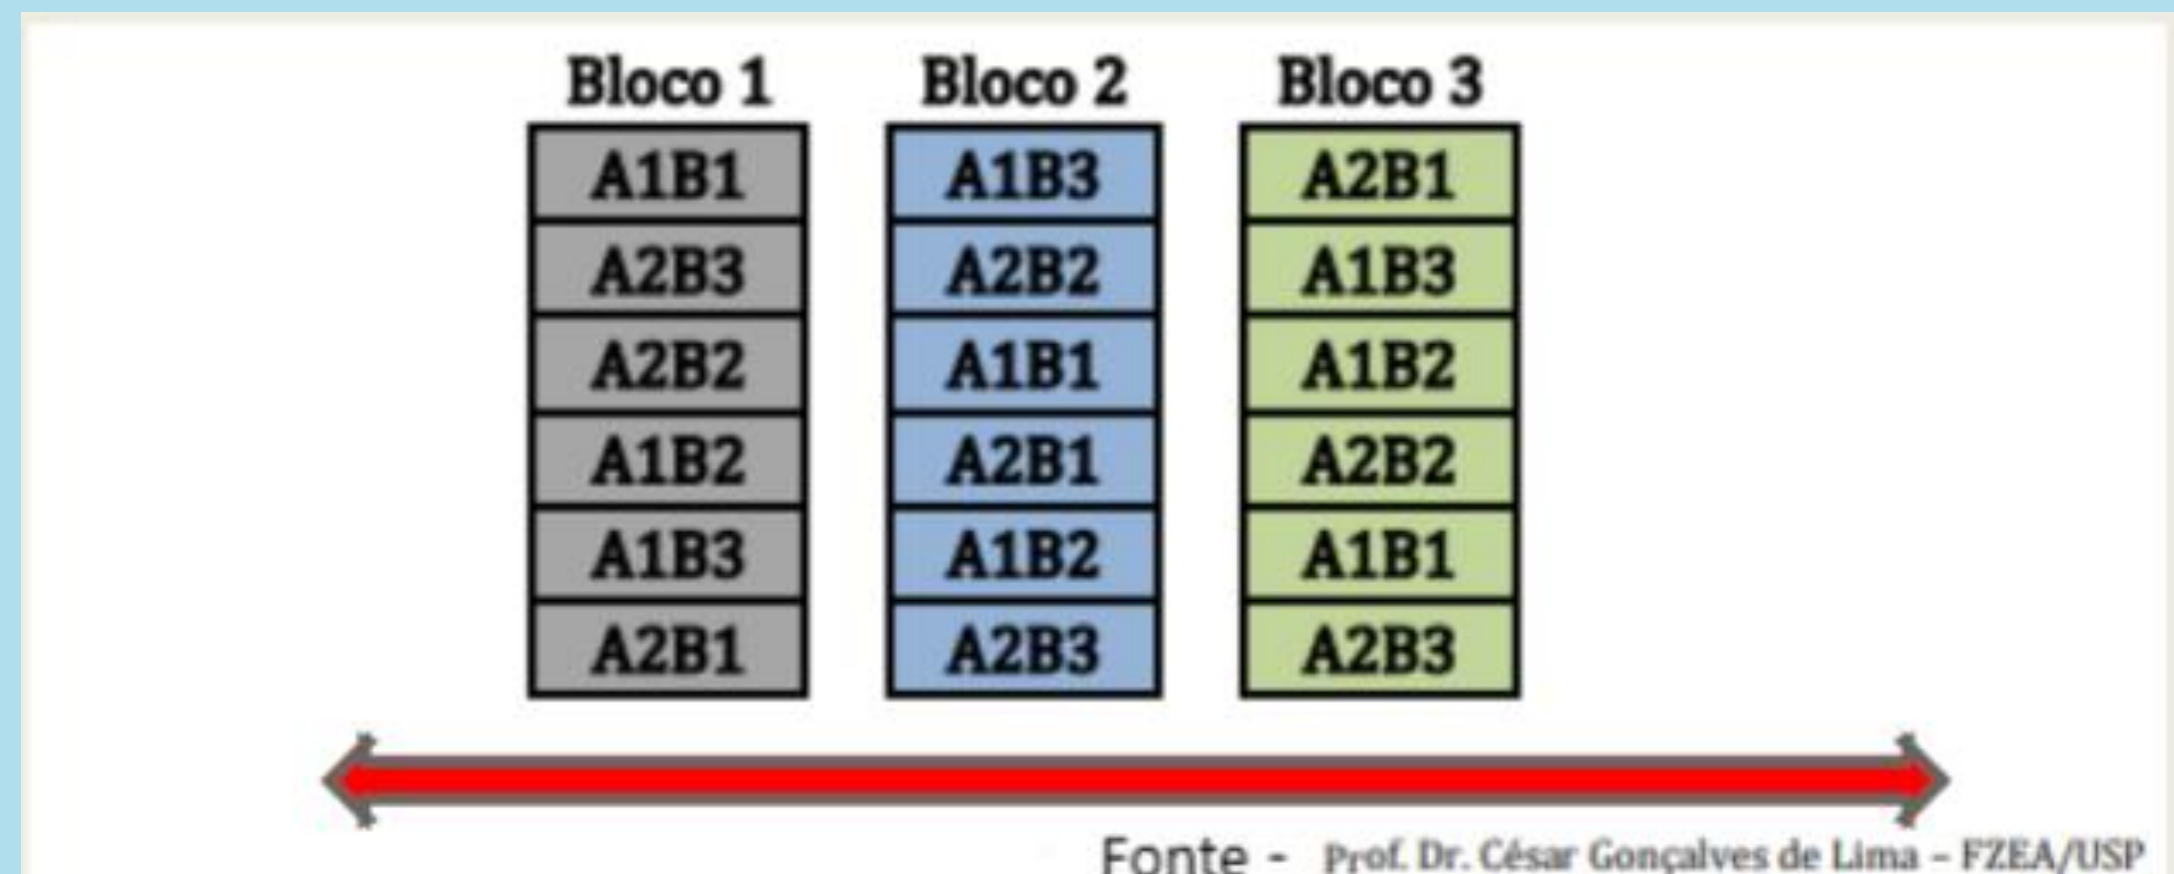 Bloco 1 Bloco 2 Bloco 3
A1B1 A1B3 A2B1
A2B3 A2B2 A1B3
A2B2 A1B1 A1B2
A1B2 A2B1 A2B2
A1B3 A1B2 A1B1
A2B1 A2B3 A2B3
Fonte - Prof. Dr. César Gonçalves de Lima – FZEA/USP